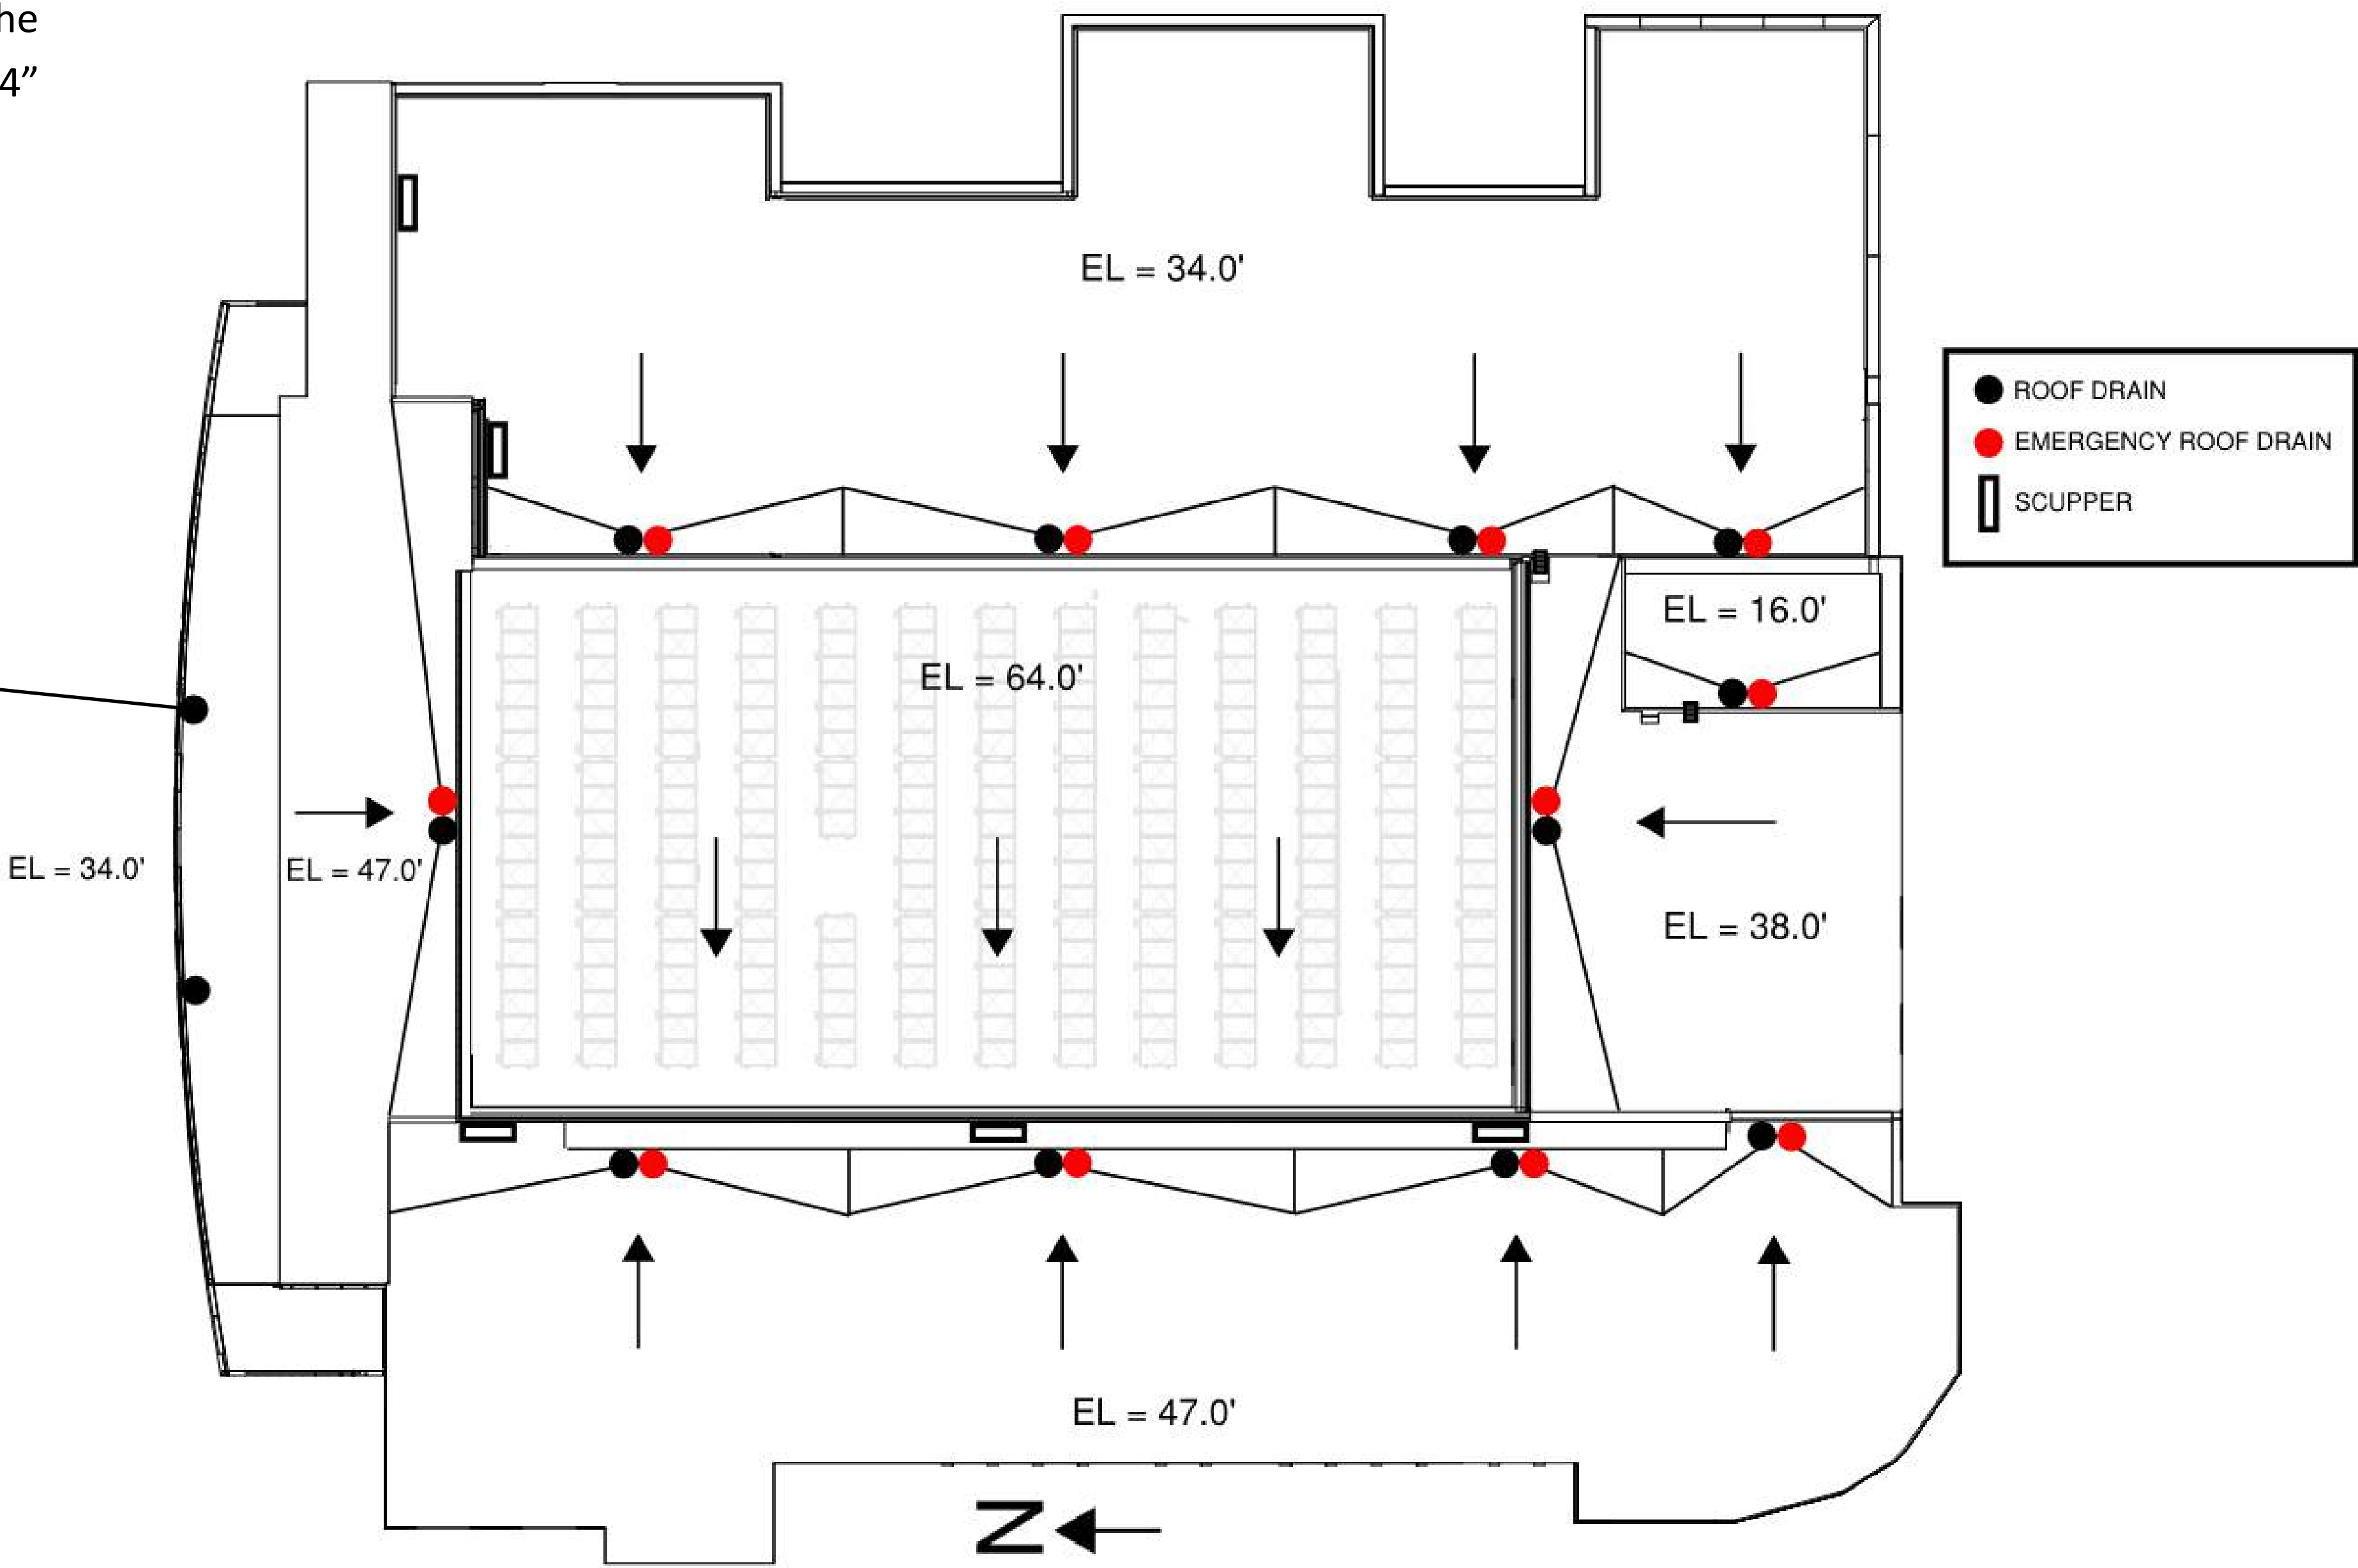 he
4”
EL = 34.0'
ROOF DRAIN
EMERGENCY ROOF DRAIN
SCUPPER
EL = 16.0'
EL = 64.0'
EL = 34.0'
EL = 47.0'
EL = 38.0'
EL = 47.0'
N